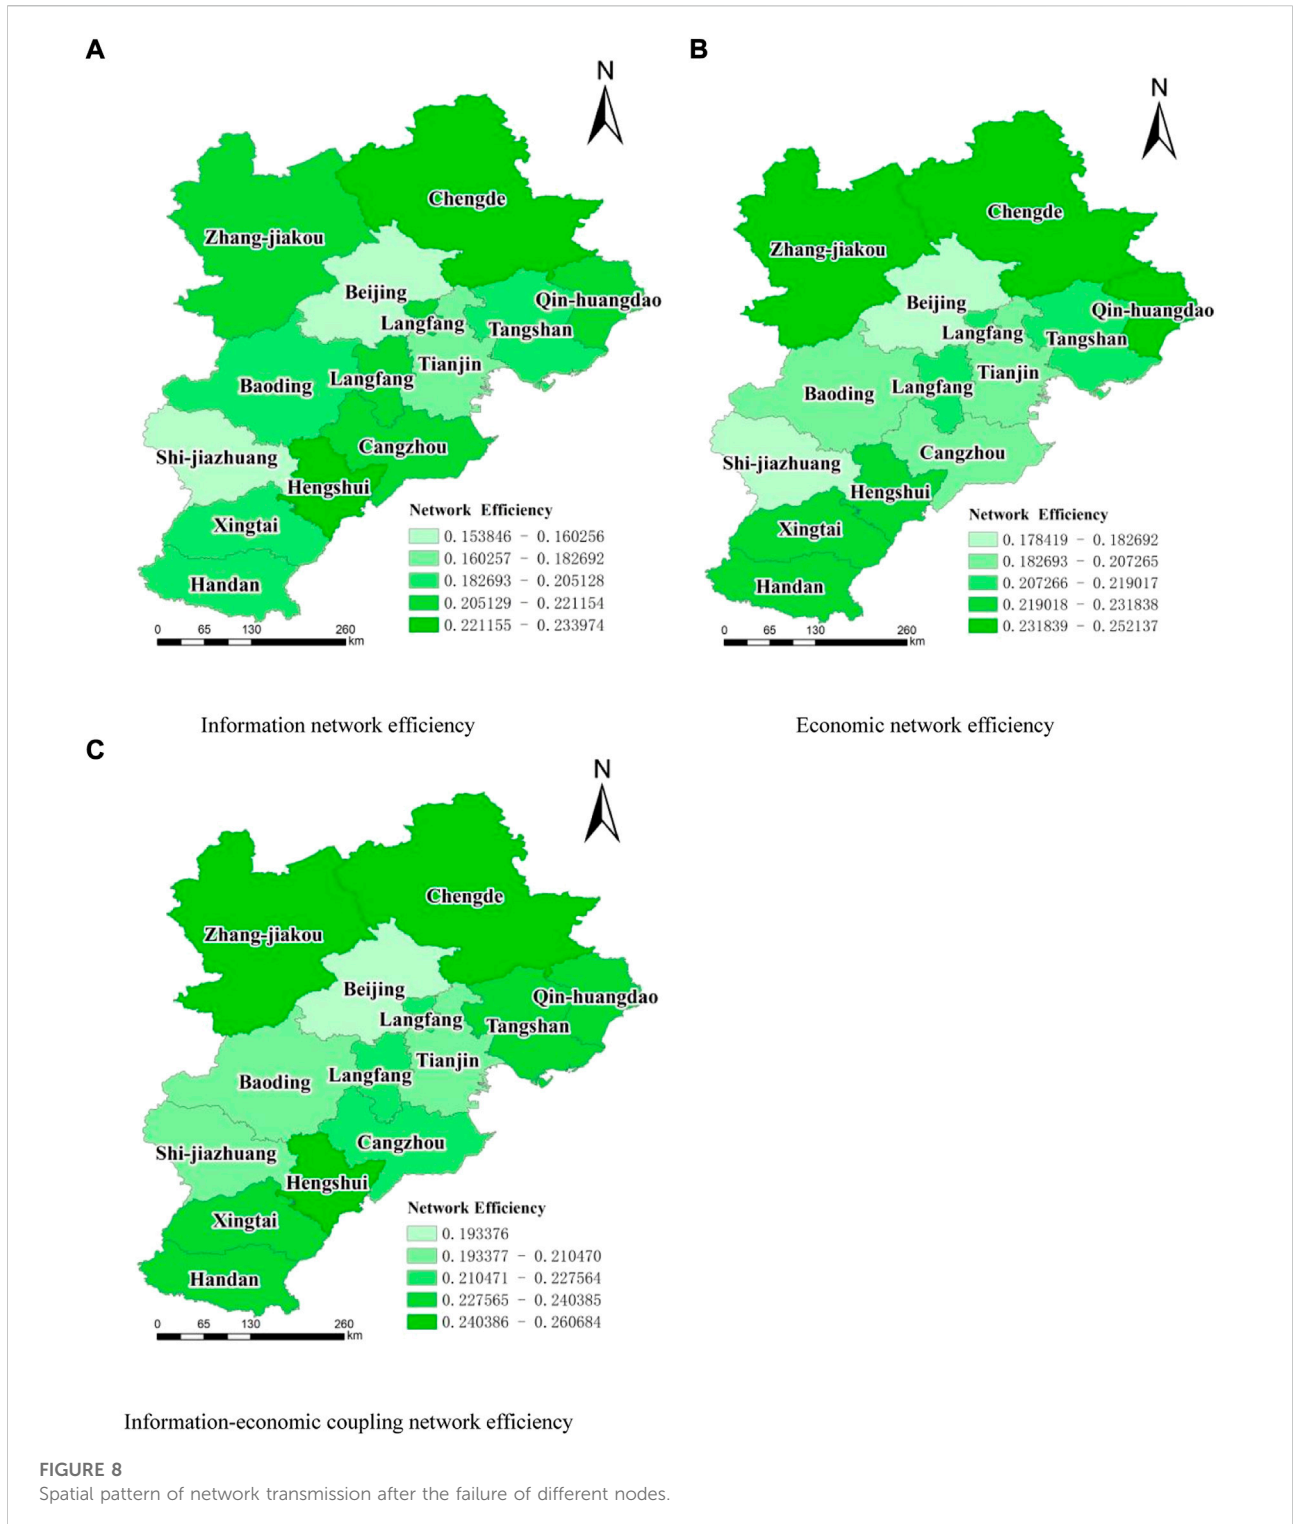 A
N
Chengde
Zhang-jiakou
Beijing
Qin-huangdao
Langfang
Tangshan
Tianjin
Langfang
Baoding
Cangzhou
Shi-jiazhuang
Hengshui
Xingtai
Handan
Network Efficiency
0.153846 - 0.160256
0.160257 - 0.182692
0.182693 - 0.205128
0.205129 - 0.221154
0.221155 - 0.233974
0 65 130 260
km
Information network efficiency
B
N
Chengde
Zhang-jiakou
Beijing
Qin-huangdao
Langfang
Tangshan
Tianjin
Langfang
Baoding
Cangzhou
Shi-jiazhuang
Hengshui
Xingtai
Handan
Network Efficiency
0.178419 - 0.182692
0.182693 - 0.207265
0.207266 - 0.219017
0.219018 - 0.231838
0.231839 - 0.252137
0 65 130 260
km
Economic network efficiency
C
N
Chengde
Zhang-jiakou
Beijing
Qin-huangdao
Langfang
Tangshan
Tianjin
Langfang
Baoding
Cangzhou
Shi-jiazhuang
Hengshui
Xingtai
Handan
Network Efficiency
0.193376
0.193377 - 0.210470
0.210471 - 0.227564
0.227565 - 0.240385
0.240386 - 0.260684
0 65 130 260
km
Information-economic coupling network efficiency
FIGURE 8
Spatial pattern of network transmission after the failure of different nodes.